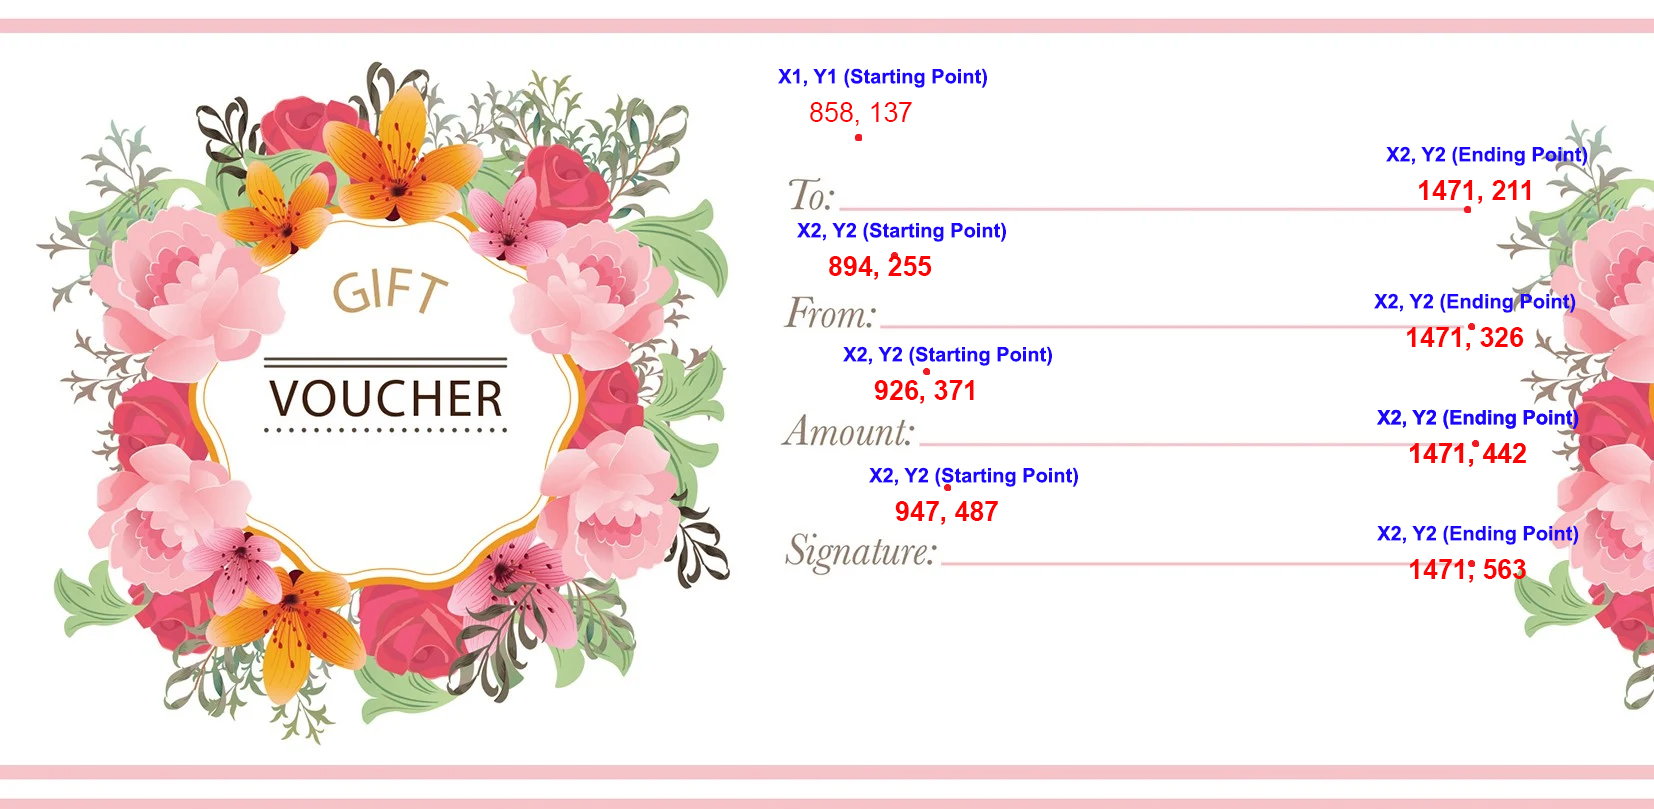 GIFT
VOUCHER
X1, Y1 (Starting Point)
858, 137
X2, Y2 (Ending Point)
1471, 211
To:
X2, Y2 (Starting Point)
894, 255
X2, Y2 (Ending Point)
1471, 326
From:
X2, Y2 (Starting Point)
926, 371
X2, Y2 (Ending Point)
1471, 442
Amount:
X2, Y2 (Starting Point)
947, 487
X2, Y2 (Ending Point)
1471, 563
Signature: